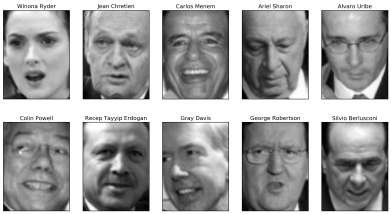 Winona Ryder
Jean Chretien
Carlos Menem
Ariel Sharon
Alvaro Uribe
Colin Powell
Recep Tayyip Erdogan
Gray Davis
George Robertson
Silvio Berlusconi